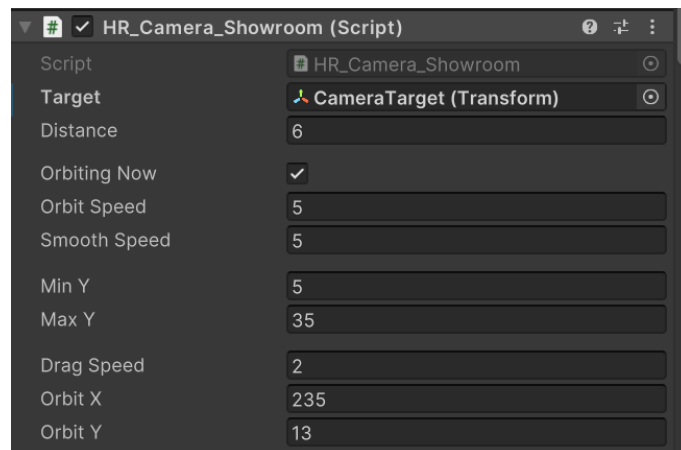 # HR_Camera_Showroom (Script)
Script # HR_Camera_Showroom
Target CameraTarget (Transform)
Distance 6
Orbiting Now
Orbit Speed 5
Smooth Speed 5
Min Y 5
Max Y 35
Drag Speed 2
Orbit X 235
Orbit Y 13